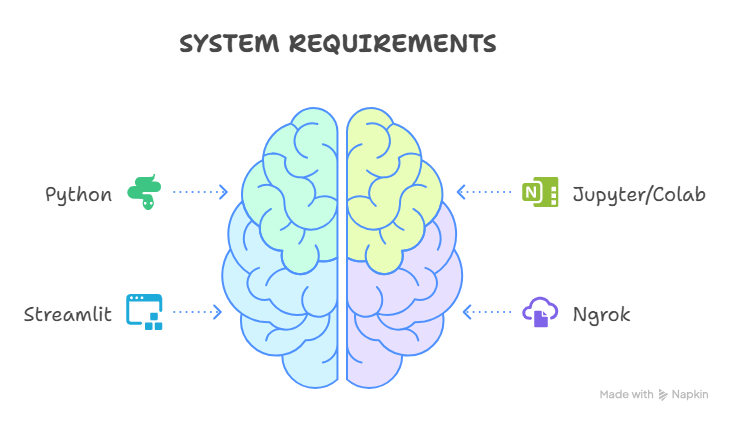 SYSTEM REQUIREMENTS
Python
N
Jupyter/Colab
Streamlit
Ngrok
Made with Napkin